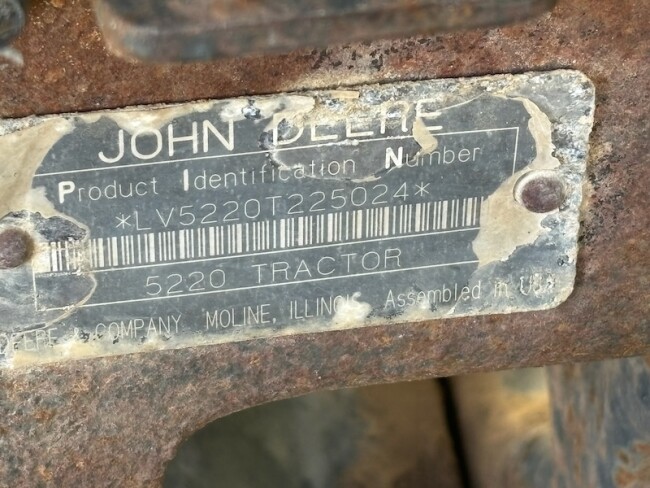 JOHN DEERE
Product Identification Number
*LV5220T225024*
5220 TRACTOR
DEERE & COMPANY MOLINE, ILLINOIS Assembled in USA